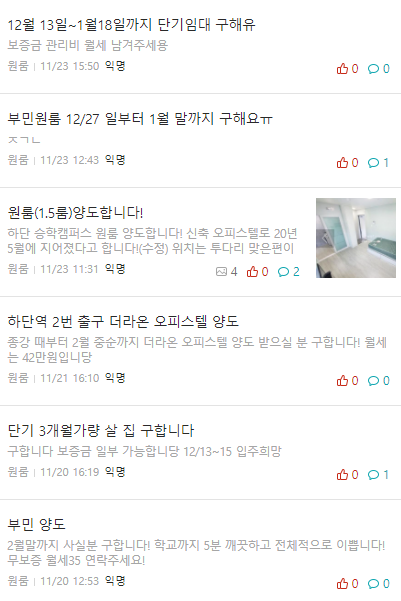 12월 13일~1월18일까지 단기임대 구해유
보증금 관리비 월세 남겨주세용
원룸 | 11/23 15:50 익명
0 0
부민원룸 12/27 일부터 1월 말까지 구해요ㅠ
ㅈㄱㄴ
원룸 | 11/23 12:43 익명
0 1
원룸(1.5룸)양도합니다!
하단 승학캠퍼스 원룸 양도합니다! 신축 오피스텔로 20년
5월에 지어졌다고 합니다!(수정) 위치는 투다리 맞은편이
원룸 | 11/23 11:31 익명
4 0 2
하단역 2번 출구 더라온 오피스텔 양도
종강 때부터 2월 중순까지 더라온 오피스텔 양도 받으실 분 구합니다! 월세
는 42만원입니당
원룸 | 11/21 16:10 익명
0 0
단기 3개월가량 살 집 구합니다
구합니다 보증금 일부 가능합니당 12/13~15 입주희망
원룸 | 11/20 16:19 익명
0 1
부민 양도
2월말까지 사실분 구합니다! 학교까지 5분 깨끗하고 전체적으로 이쁩니다!
무보증 월세35 연락주세요!
원룸 | 11/20 12:53 익명
0 0